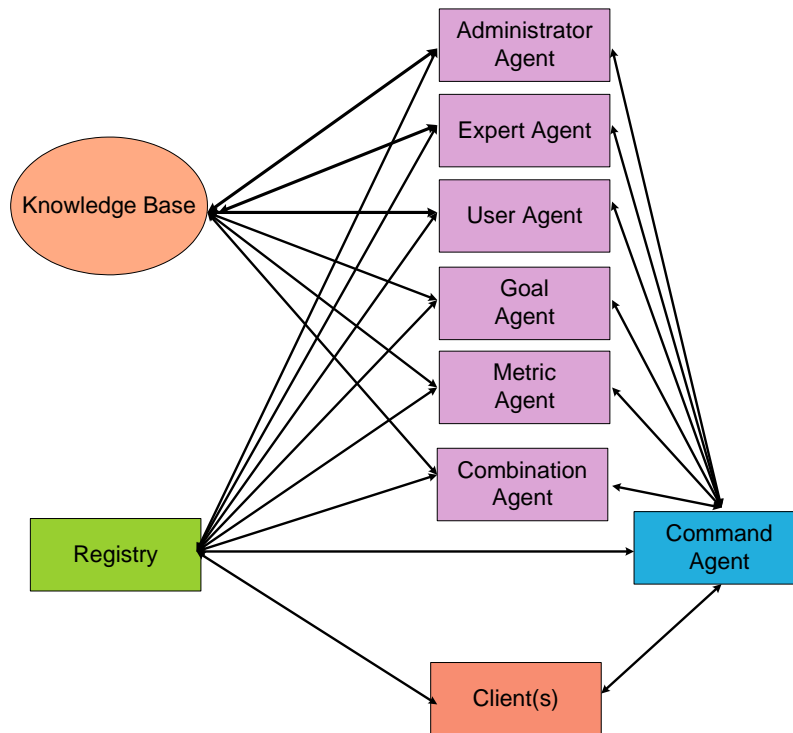 Administrator
Agent
Expert Agent
Knowledge Base
User Agent
Goal
Agent
Metric
Agent
Combination
Agent
Registry
Command
Agent
Client(s)